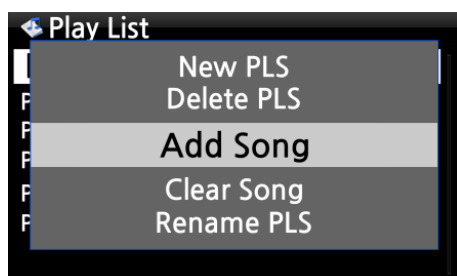 Play List
New PLS
Delete PLS
Add Song
Clear Song
Rename PLS